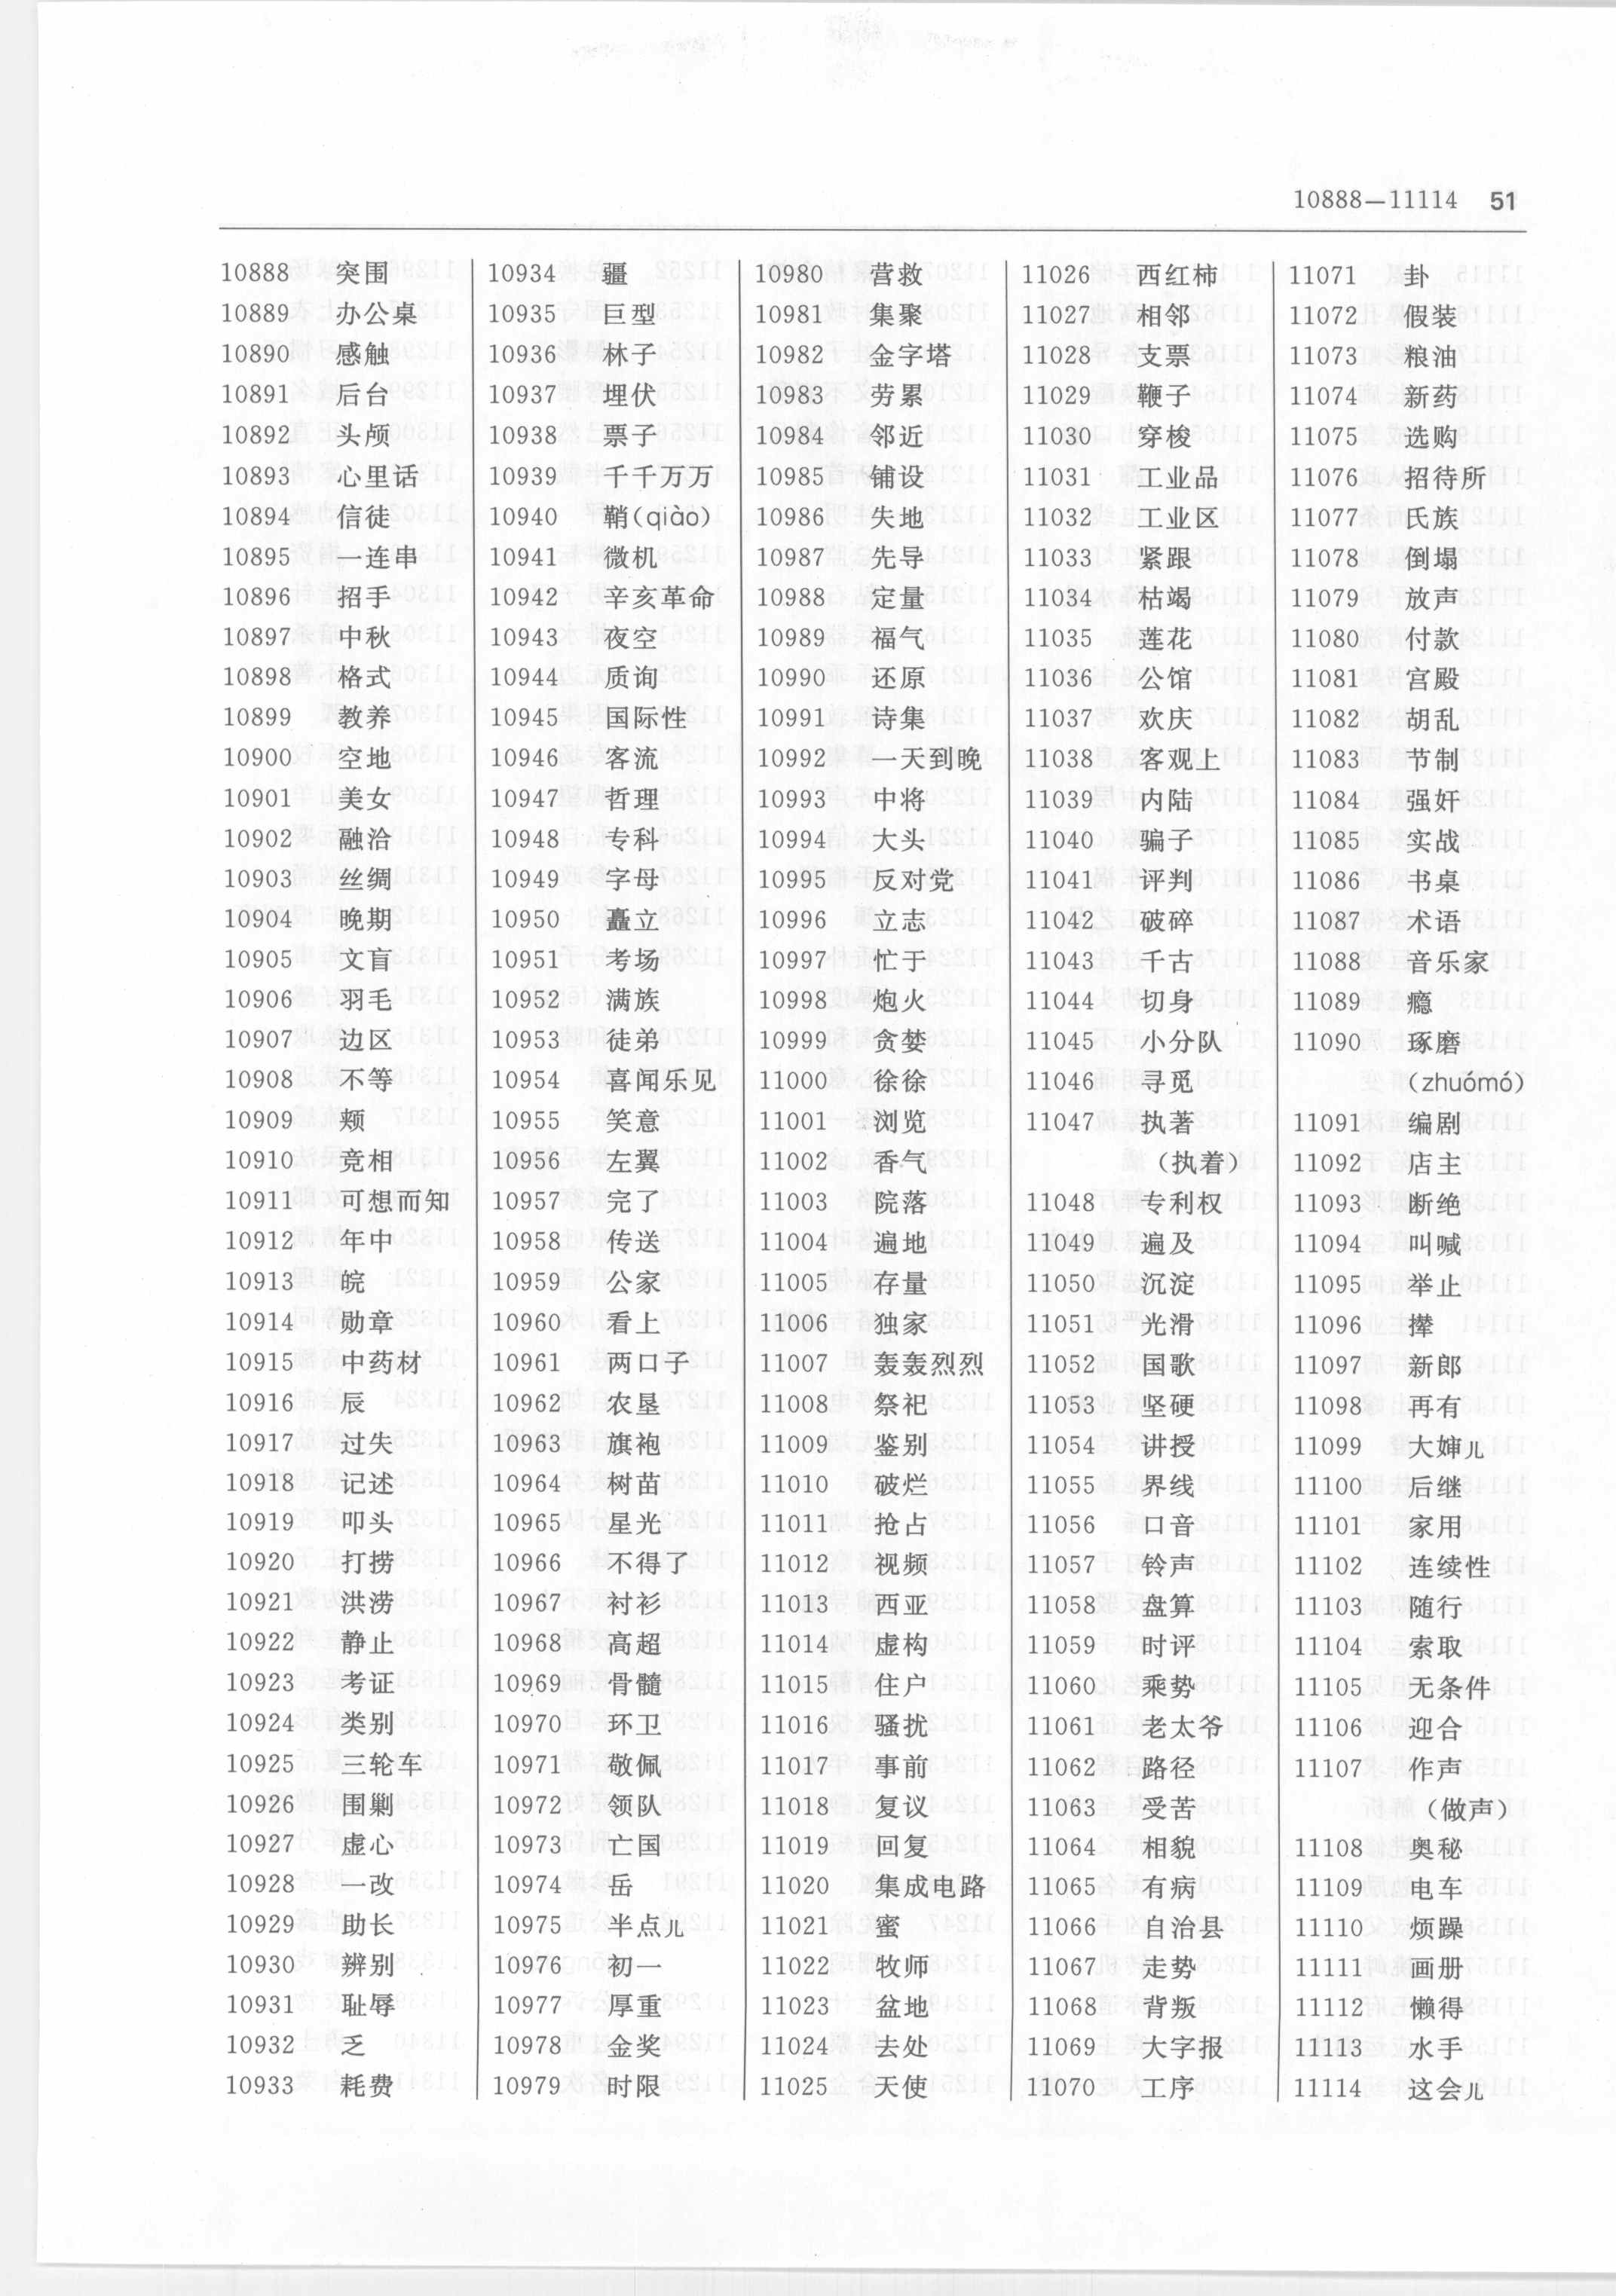 10888—11114 51
10888 突围
10889 办公桌
10890 感触
10891 后台
10892 头颅
10893 心里话
10894 信徒
10895 一连串
10896 招手
10897 中秋
10898 格式
10899 教养
10900 空地
10901 美女
10902 融洽
10903 丝绸
10904 晚期
10905 文盲
10906 羽毛
10907 边区
10908 不等
10909 颊
10910 竞相
10911 可想而知
10912 年中
10913 皖
10914 勋章
10915 中药材
10916 辰
10917 过失
10918 记述
10919 叩头
10920 打捞
10921 洪涝
10922 静止
10923 考证
10924 类别
10925 三轮车
10926 围剿
10927 虚心
10928 一改
10929 助长
10930 辨别
10931 耻辱
10932 乏
10933 耗费
10934 疆
10935 巨型
10936 林子
10937 埋伏
10938 票子
10939 千千万万
10940 鞘(qiào)
10941 微机
10942 辛亥革命
10943 夜空
10944 质询
10945 国际性
10946 客流
10947 哲理
10948 专科
10949 字母
10950 矗立
10951 考场
10952 满族
10953 徒弟
10954 喜闻乐见
10955 笑意
10956 左翼
10957 完了
10958 传送
10959 公家
10960 看上
10961 两口子
10962 农垦
10963 旗袍
10964 树苗
10965 星光
10966 不得了
10967 衬衫
10968 高超
10969 骨髓
10970 环卫
10971 敬佩
10972 领队
10973 亡国
10974 岳
10975 半点儿
10976 初一
10977 厚重
10978 金奖
10979 时限
10980 营救
10981 集聚
10982 金字塔
10983 劳累
10984 邻近
10985 铺设
10986 失地
10987 先导
10988 定量
10989 福气
10990 还原
10991 诗集
10992 一天到晚
10993 中将
10994 大头
10995 反对党
10996 立志
10997 忙于
10998 炮火
10999 贪婪
11000 徐徐
11001 浏览
11002 香气
11003 院落
11004 遍地
11005 存量
11006 独家
11007 轰轰烈烈
11008 祭祀
11009 鉴别
11010 破烂
11011 抢占
11012 视频
11013 西亚
11014 虚构
11015 住户
11016 骚扰
11017 事前
11018 复议
11019 回复
11020 集成电路
11021 蜜
11022 牧师
11023 盆地
11024 去处
11025 天使
11026 西红柿
11027 相邻
11028 支票
11029 鞭子
11030 穿梭
11031 工业品
11032 工业区
11033 紧跟
11034 枯竭
11035 莲花
11036 公馆
11037 欢庆
11038 客观上
11039 内陆
11040 骗子
11041 评判
11042 破碎
11043 千古
11044 切身
11045 小分队
11046 寻觅
11047 执著
(执着)
11048 专利权
11049 遍及
11050 沉淀
11051 光滑
11052 国歌
11053 坚硬
11054 讲授
11055 界线
11056 口音
11057 铃声
11058 盘算
11059 时评
11060 乘势
11061 老太爷
11062 路径
11063 受苦
11064 相貌
11065 有病
11066 自治县
11067 走势
11068 背叛
11069 大字报
11070 工序
11071 卦
11072 假装
11073 粮油
11074 新药
11075 选购
11076 招待所
11077 氏族
11078 倒塌
11079 放声
11080 付款
11081 宫殿
11082 胡乱
11083 节制
11084 强奸
11085 实战
11086 书桌
11087 术语
11088 音乐家
11089 瘾
11090 琢磨
(zhuómó)
11091 编剧
11092 店主
11093 断绝
11094 叫喊
11095 举止
11096 撵
11097 新郎
11098 再有
11099 大婶儿
11100 后继
11101 家用
11102 连续性
11103 随行
11104 索取
11105 无条件
11106 迎合
11107 作声
(做声)
11108 奥秘
11109 电车
11110 烦躁
11111 画册
11112 懒得
11113 水手
11114 这会儿